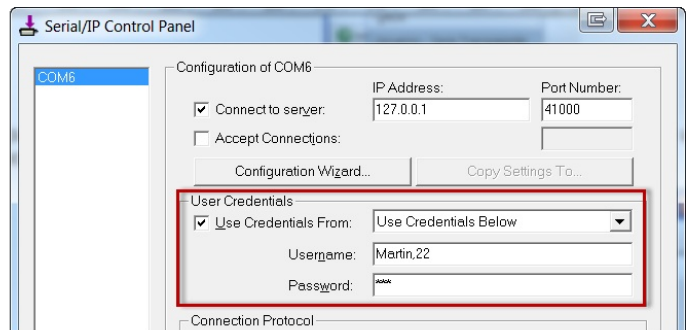 Serial/IP Control Panel
COM6
Configuration of COM6
IP Address: Port Number:
Connect to server: 127.0.0.1 41000
Accept Connections:
Configuration Wizard... Copy Settings To...
User Credentials
Use Credentials From: Use Credentials Below
Username: Martin,22
Password: ***
Connection Protocol